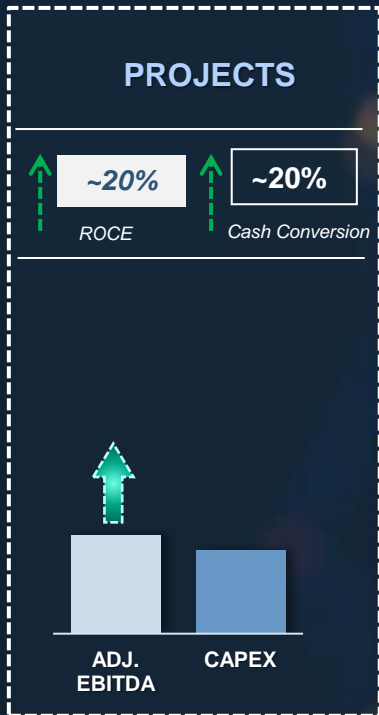 PROJECTS
~20%
~20%
ROCE
Cash Conversion
ADJ.
EBITDA
CAPEX